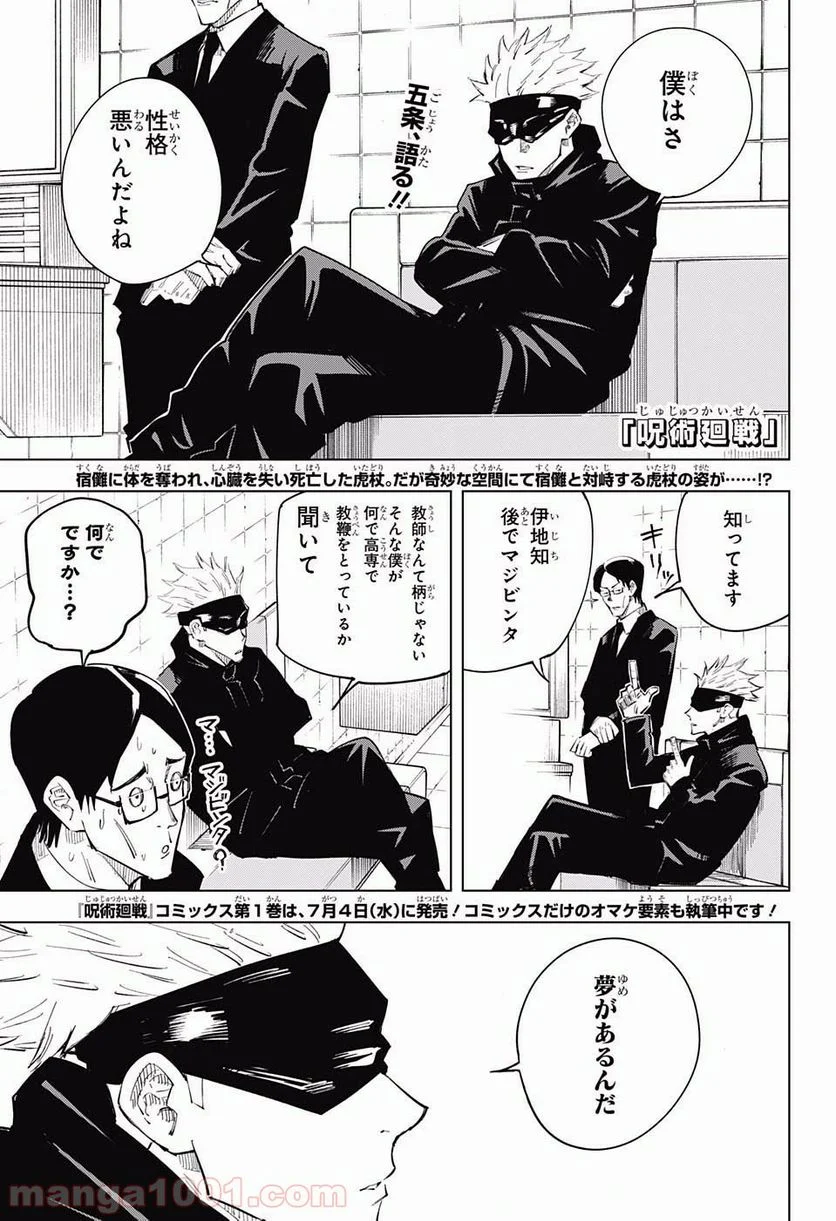 僕はさ
五条、語る!!
性格
悪いんだよね
「呪術廻戦」
宿儺に体を奪われ、心臓を失い死亡した虎杖。だが奇妙な空間にて宿儺と対峙する虎杖の姿が……!?
知ってます
伊地知
後でマジビンタ
教師なんて柄じゃない
そんな僕が
何で高専で
教鞭をとっているか
聞いて
何で
ですか…?
マ…マジビンタ?
『呪術廻戦』コミックス第1巻は、7月4日(水)に発売!コミックスだけのオマケ要素も執筆中です!
夢があるんだ
manga1001.com